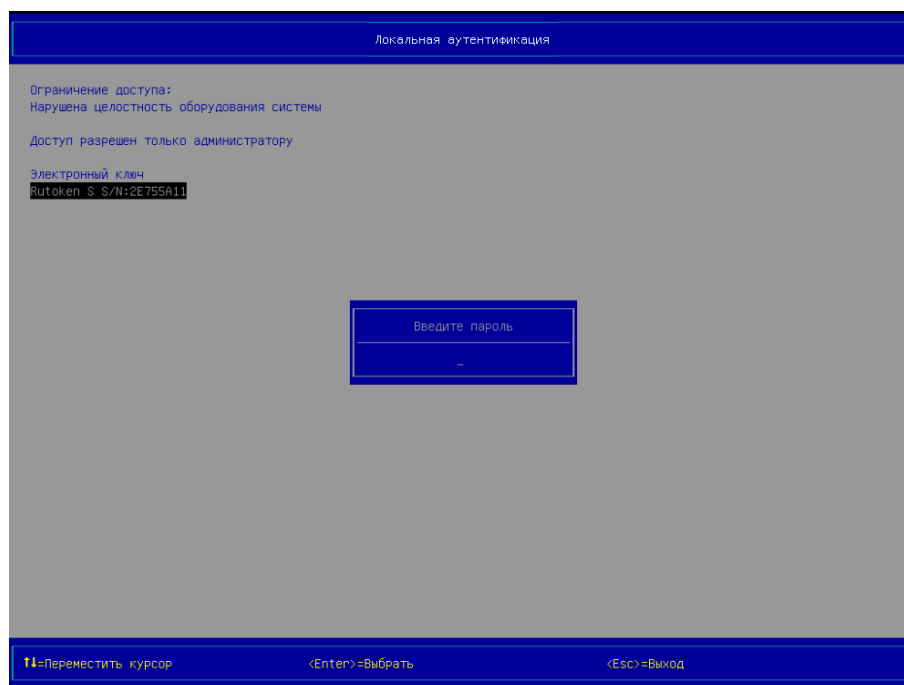 Локальная аутентификация
Ограничение доступа:
Нарушена целостность оборудования системы
Доступ разрешен только администратору
Электронный ключ
Rutoken S S/N:2E755A11
Введите пароль
_
↑↓=Переместить курсор <Enter>=Выбрать <Esc>=Выход